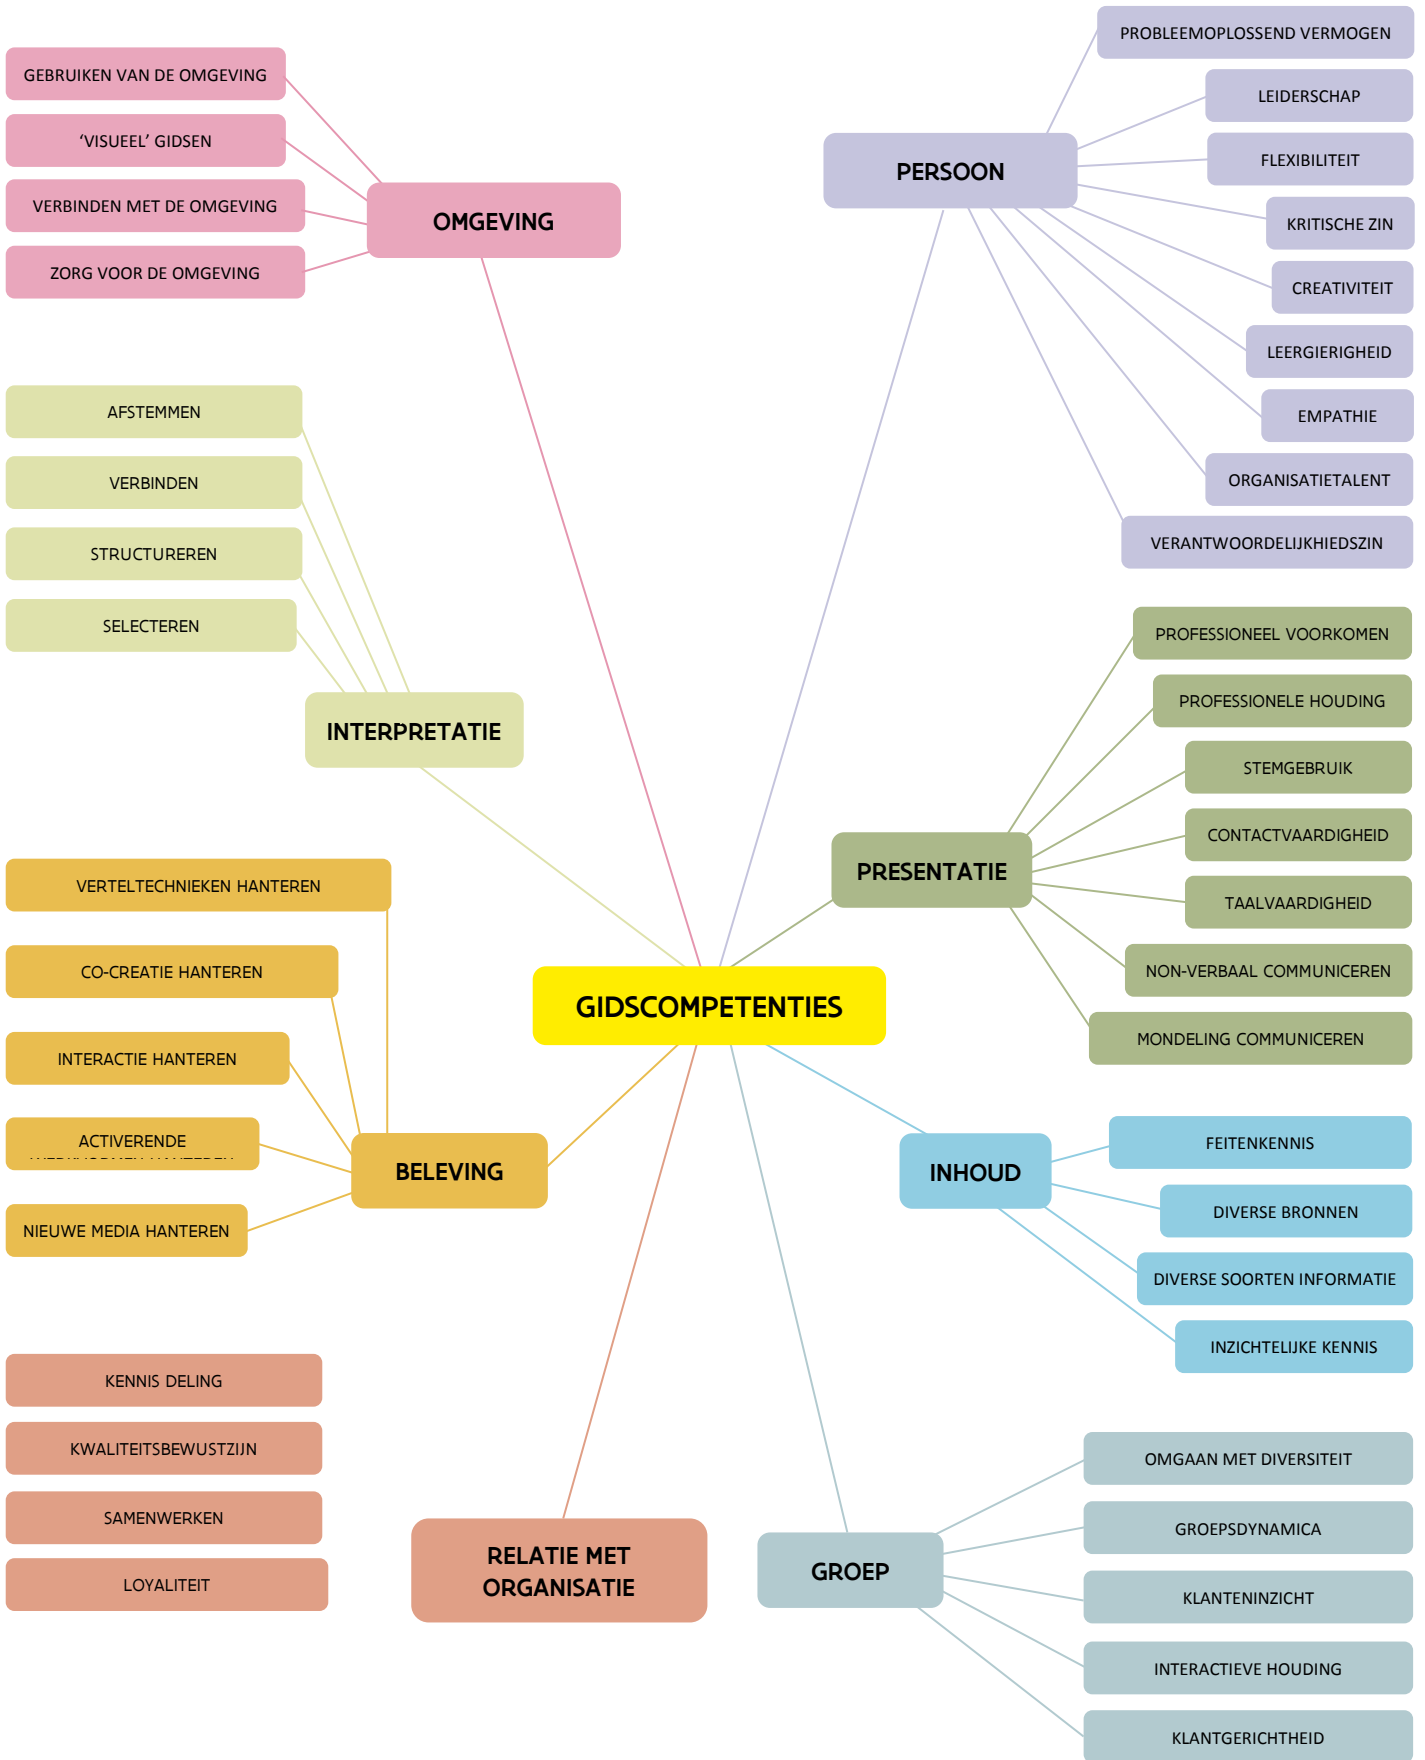 GEBRUIKEN VAN DE OMGEVING
‘VISUEEL’ GIDSEN
VERBINDEN MET DE OMGEVING
ZORG VOOR DE OMGEVING
OMGEVING
PROBLEEMOPLOSSEND VERMOGEN
LEIDERSCHAP
FLEXIBILITEIT
KRITISCHE ZIN
CREATIVITEIT
LEERGIERIGHEID
EMPATHIE
ORGANISATIETALENT
VERANTWOORDELIJKHIEDSZIN
PERSOON
AFSTEMMEN
VERBINDEN
STRUCTUREREN
SELECTEREN
INTERPRETATIE
PROFESSIONEEL VOORKOMEN
PROFESSIONELE HOUDING
STEMGEBRUIK
CONTACTVAARDIGHEID
TAALVAARDIGHEID
NON-VERBAAL COMMUNICEREN
MONDELING COMMUNICEREN
PRESENTATIE
GIDSCOMPETENTIES
VERTELTECHNIEKEN HANTEREN
CO-CREATIE HANTEREN
INTERACTIE HANTEREN
ACTIVERENDE
NIEUWE MEDIA HANTEREN
BELEVING
INHOUD
FEITENKENNIS
DIVERSE BRONNEN
DIVERSE SOORTEN INFORMATIE
INZICHTELIJKE KENNIS
KENNIS DELING
KWALITEITSBEWUSTZIJN
SAMENWERKEN
LOYALITEIT
RELATIE MET
ORGANISATIE
GROEP
OMGAAN MET DIVERSITEIT
GROEPSDYNAMICA
KLANTENINZICHT
INTERACTIEVE HOUDING
KLANTGERICHTHEID